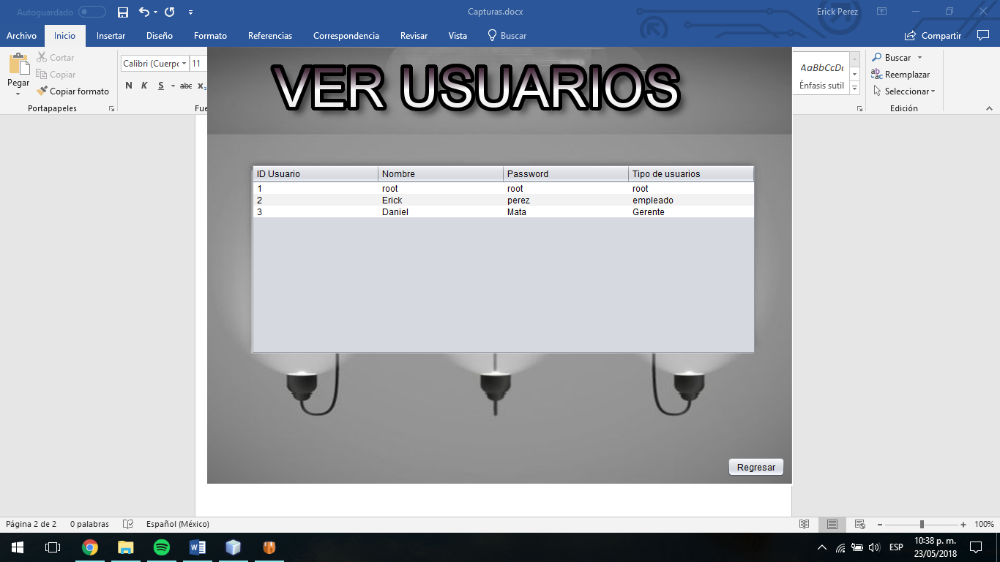 Autoguardado
Capturas.docx
Erick Perez
Archivo Inicio Insertar Diseño Formato Referencias Correspondencia Revisar Vista Buscar Compartir
Pegar
Cortar
Copiar
Copiar formato
Portapapeles
Calibri (Cuerpo 11
N K S abc x₂
Fue
VER USUARIOS
AaBbCcDc
Énfasis sutil
Buscar
Reemplazar
Seleccionar
Edición
ID Usuario Nombre Password Tipo de usuarios
1 root root root
2 Erick perez empleado
3 Daniel Mata Gerente
Regresar
Página 2 de 2 0 palabras Español (México) 100%
ESP
10:38 p. m.
23/05/2018